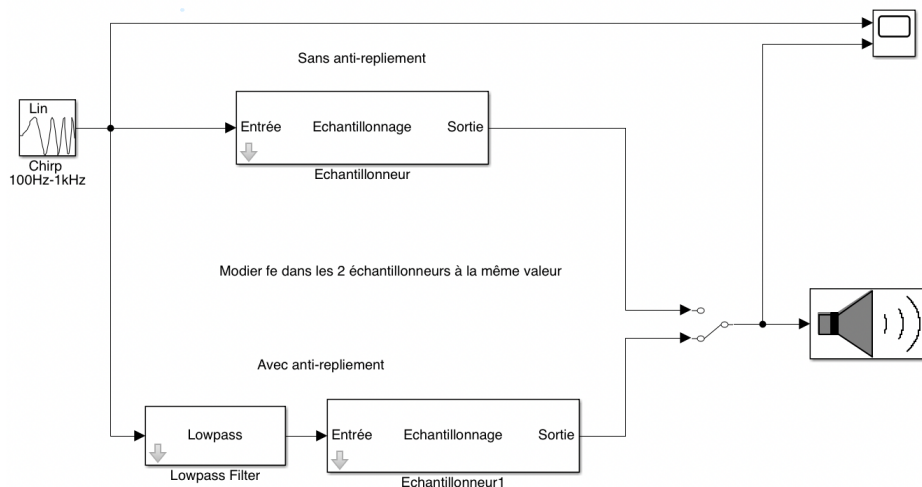 Sans anti-repliement
Lin
Chirp
100Hz-1kHz
Entrée
Echantillonnage
Sortie
Echantillonneur
Modier fe dans les 2 échantillonneurs à la même valeur
Avec anti-repliement
Lowpass
Lowpass Filter
Entrée
Echantillonnage
Sortie
Echantillonneur1